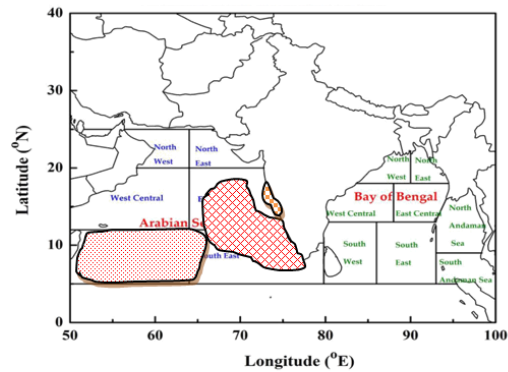 40
30
20
10
0
Latitude (°N)
North
West
North
East
West Central
Arabian Se
South East
North
West
North
East
Bay of Bengal
West Central
East Central
North
Andaman
Sea
South
West
South
East
South
Andaman Sea
50
60
70
80
90
100
Longitude (°E)